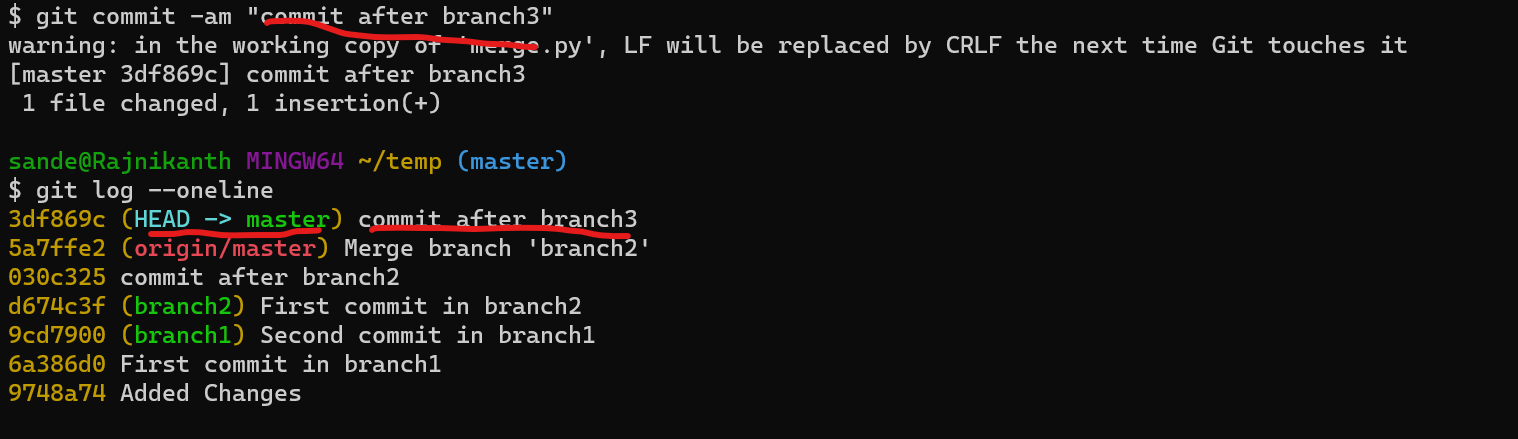 $ git commit -am "commit after branch3"
warning: in the working copy of 'merge.py', LF will be replaced by CRLF the next time Git touches it
[master 3df869c] commit after branch3
 1 file changed, 1 insertion(+)
sande@Rajnikanth MINGW64 ~/temp (master)
$ git log --oneline
3df869c (HEAD -> master) commit after branch3
5a7ffe2 (origin/master) Merge branch 'branch2'
030c325 commit after branch2
d674c3f (branch2) First commit in branch2
9cd7900 (branch1) Second commit in branch1
6a386d0 First commit in branch1
9748a74 Added Changes